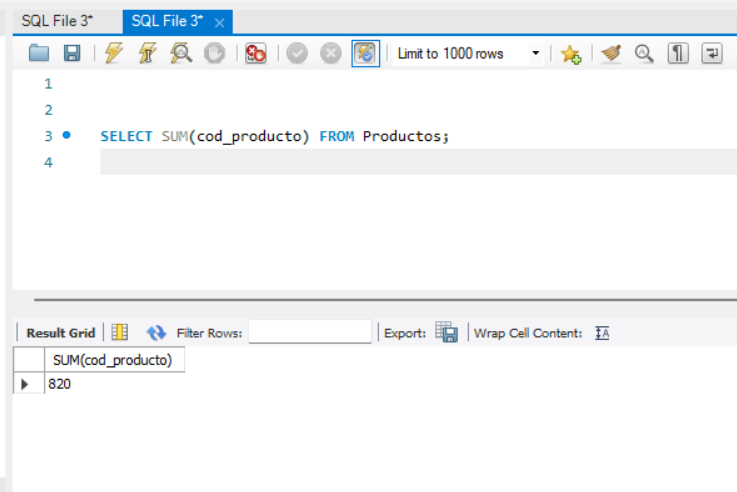 SQL File 3* SQL File 3* ×
Limit to 1000 rows
1
2
3 SELECT SUM(cod_producto) FROM Productos;
4
Result Grid Filter Rows: Export: Wrap Cell Content: IA
SUM(cod_producto)
820